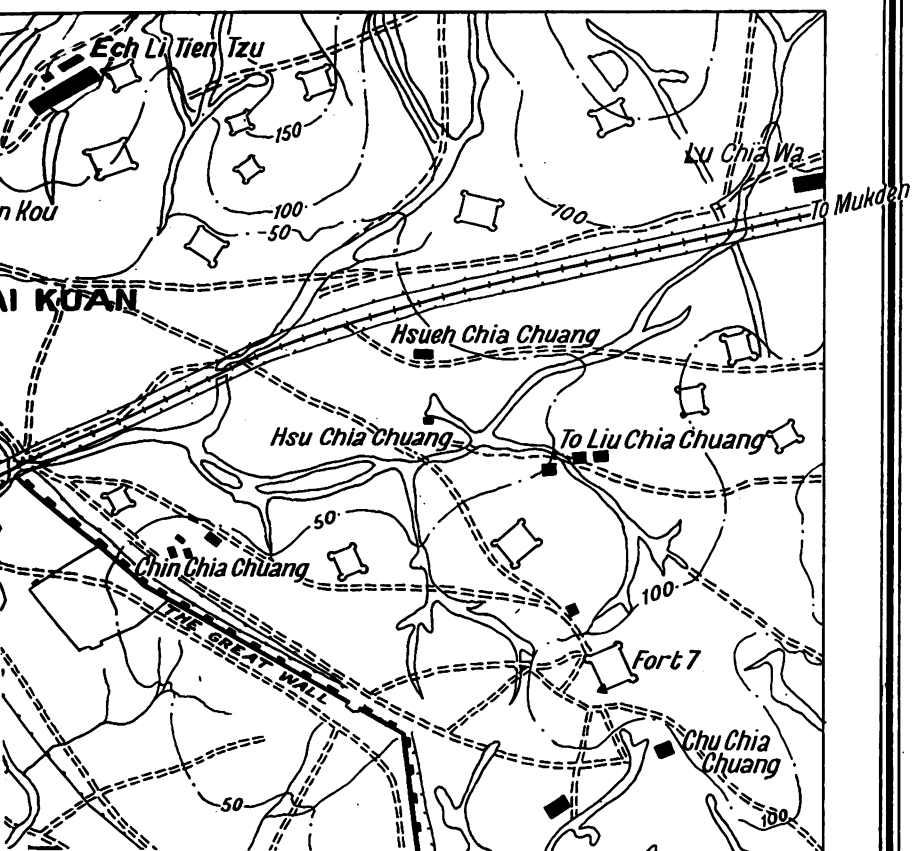 Ech Li Tien Tzu
150
Lu Chia Wa
To Mukden
n Kou
100
50
100
AI KUAN
Hsueh Chia Chuang
Hsu Chia Chuang
To Liu Chia Chuang
50
Chin Chia Chuang
100
THE GREAT WALL
Fort 7
Chu Chia
Chuang
50
100